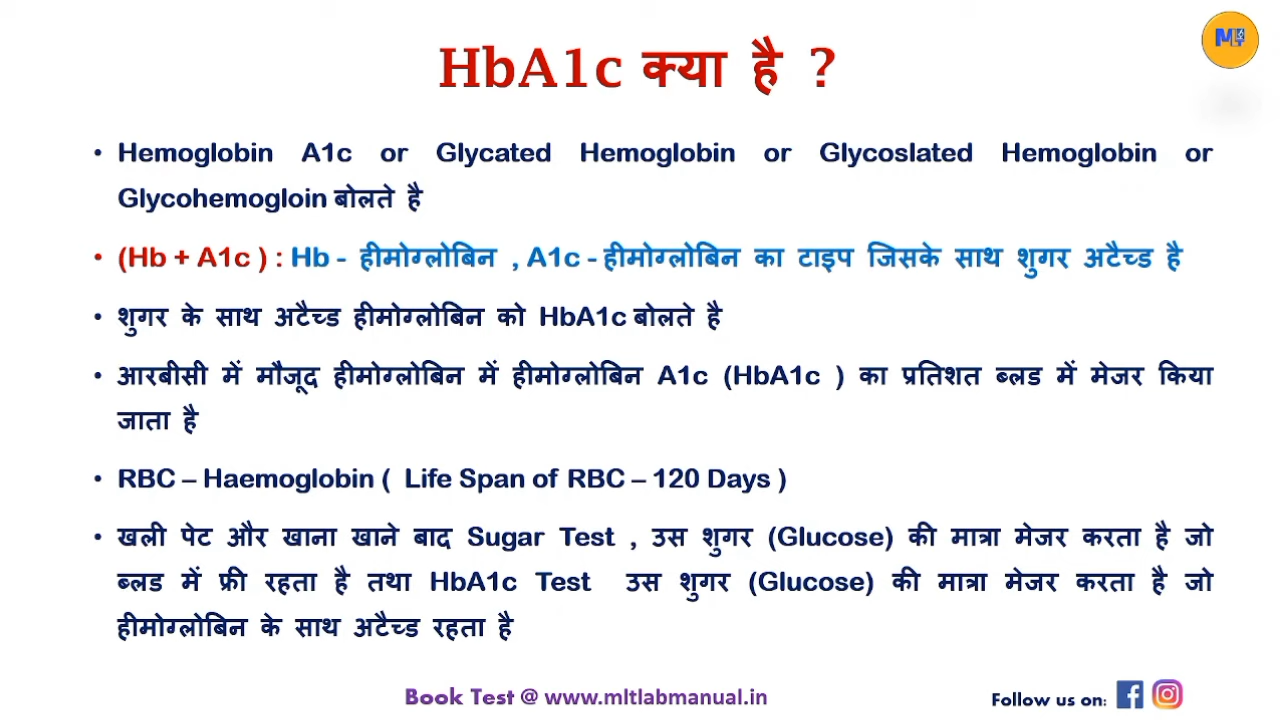 HbA1c क्या है ?
• Hemoglobin A1c or Glycated Hemoglobin or Glycoslated Hemoglobin or
Glycohemogloin बोलते है
• (Hb + A1c ) : Hb - हीमोग्लोबिन , A1c - हीमोग्लोबिन का टाइप जिसके साथ शुगर अटैच्ड है
• शुगर के साथ अटैच्ड हीमोग्लोबिन को HbA1c बोलते है
• आरबीसी में मौजूद हीमोग्लोबिन में हीमोग्लोबिन A1c (HbA1c ) का प्रतिशत ब्लड में मेजर किया
जाता है
• RBC – Haemoglobin ( Life Span of RBC – 120 Days )
• खली पेट और खाना खाने बाद Sugar Test , उस शुगर (Glucose) की मात्रा मेजर करता है जो
ब्लड में फ्री रहता है तथा HbA1c Test उस शुगर (Glucose) की मात्रा मेजर करता है जो
हीमोग्लोबिन के साथ अटैच्ड रहता है
Book Test @ www.mltlabmanual.in
Follow us on: